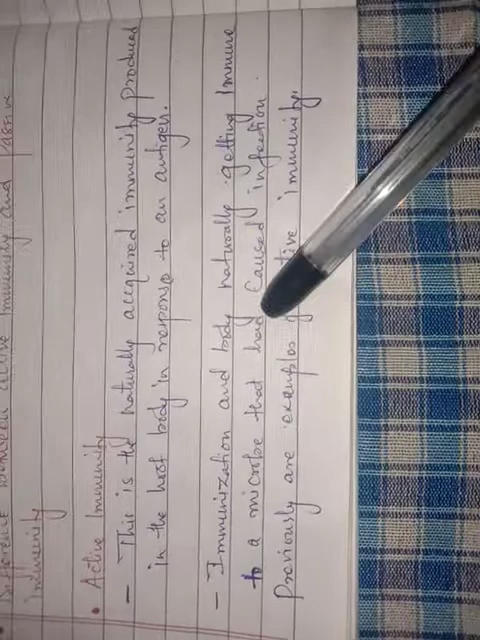 Difference between active immunity and Passive
Immunity
• Active Immunity
- This is the naturally acquired immunity produced
in the host body in response to an antigen.
- Immunization and body naturally getting Immune
to a microbe that had caused infection
Previously are examples immunity.